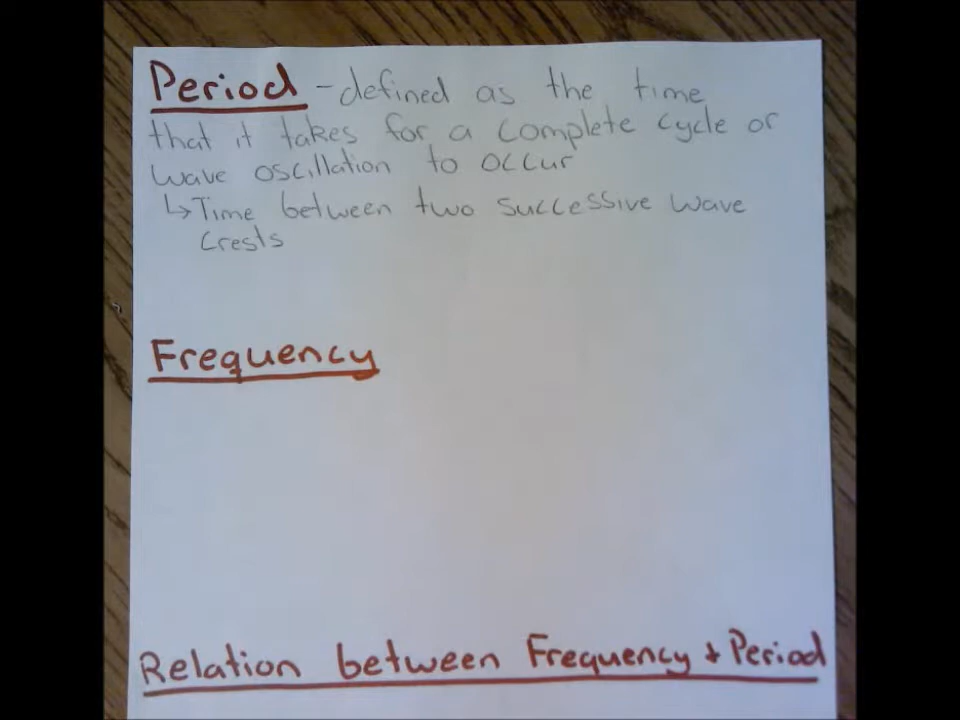 Period - defined as the time
that it takes for a complete cycle or
wave oscillation to occur
↳ Time between two successive wave
crests
Frequency
Relation between Frequency + Period